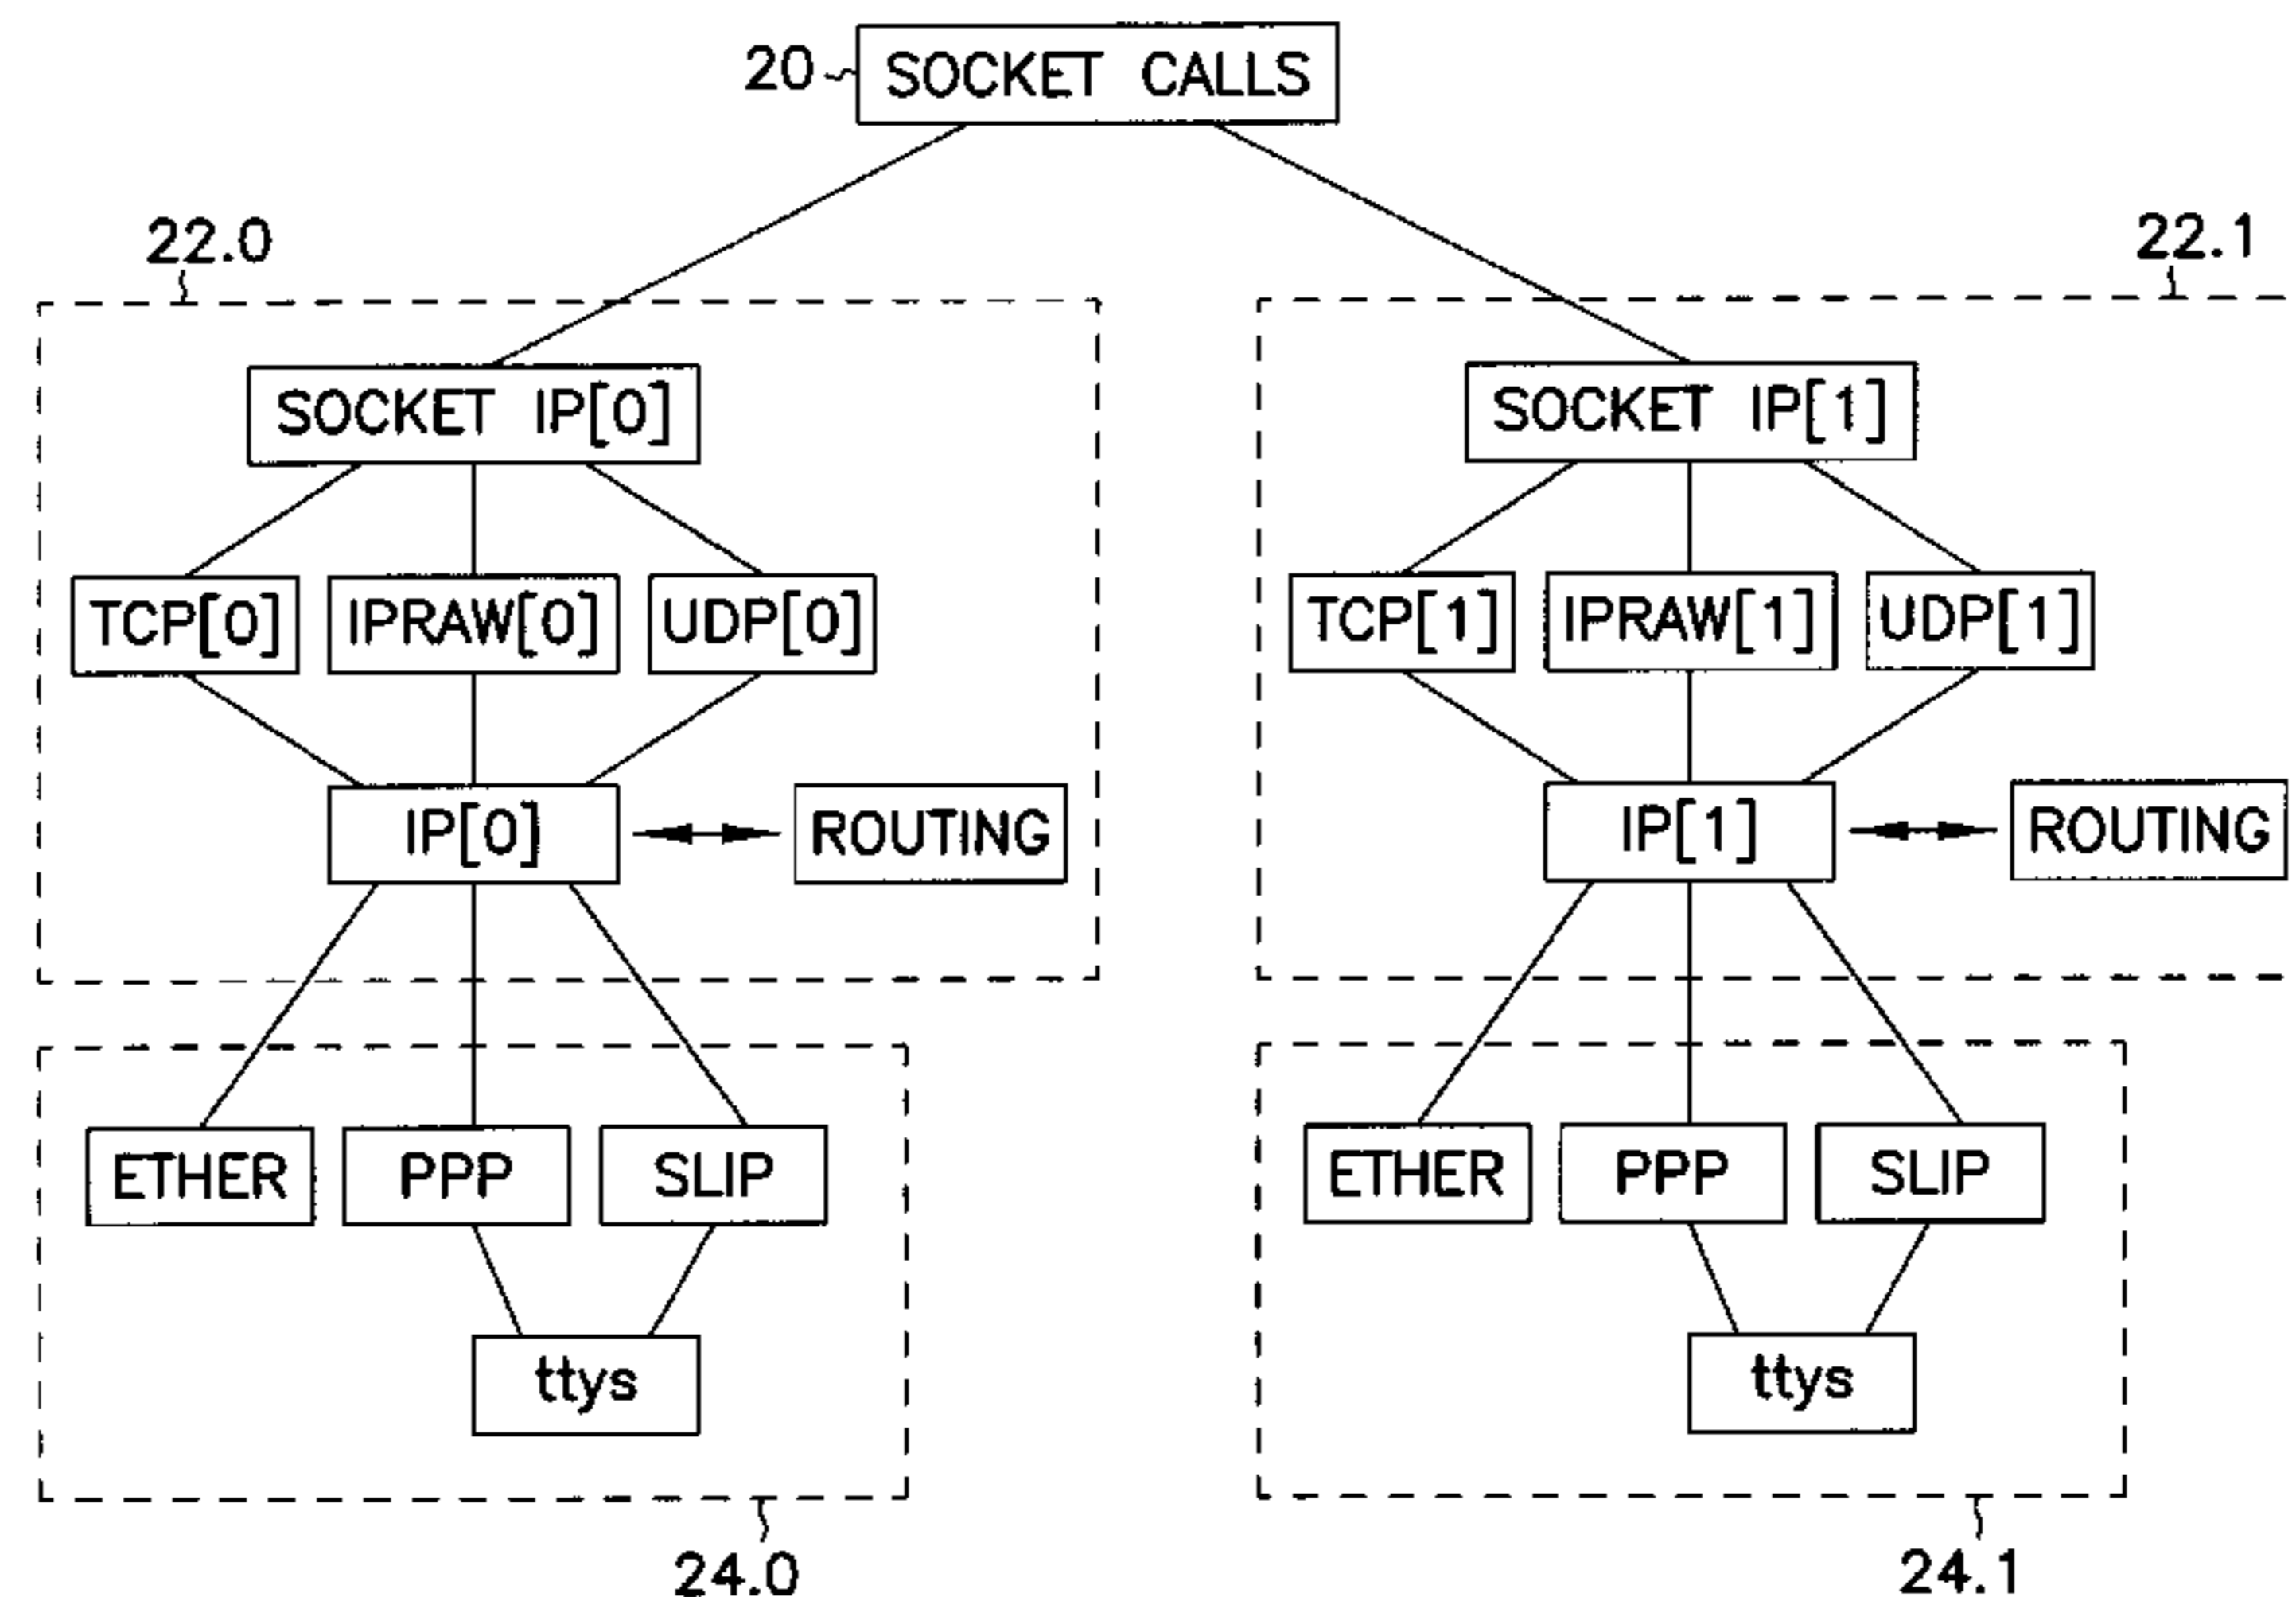 20
SOCKET CALLS
22.0
22.1
SOCKET IP[0]
SOCKET IP[1]
TCP[0]
IPRAW[0]
UDP[0]
TCP[1]
IPRAW[1]
UDP[1]
IP[0]
ROUTING
IP[1]
ROUTING
ETHER
PPP
SLIP
ETHER
PPP
SLIP
ttys
ttys
24.0
24.1